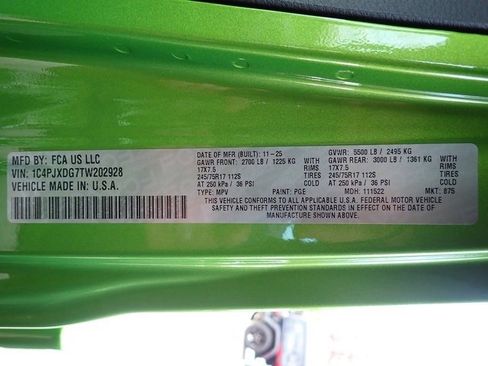 MFD BY: FCA US LLC
VIN: 1C4PJXDG7TW202928
VEHICLE MADE IN: U.S.A.
DATE OF MFR (BUILT): 11-25
GAWR FRONT: 2700 LB / 1225 KG WITH
17X7.5 RIMS
245/75R17 112S TIRES
AT 250 kPa / 36 PSI COLD
TYPE: MPV PAINT: PGE
GVWR: 5500 LB / 2495 KG
GAWR REAR: 3000 LB / 1361 KG WITH
17X7.5 RIMS
245/75R17 112S TIRES
AT 250 kPa / 36 PSI COLD
MDH: 111522 MKT: 875
THIS VEHICLE CONFORMS TO ALL APPLICABLE U.S.A. FEDERAL MOTOR VEHICLE
SAFETY AND THEFT PREVENTION STANDARDS IN EFFECT ON THE DATE OF
MANUFACTURE SHOWN ABOVE.